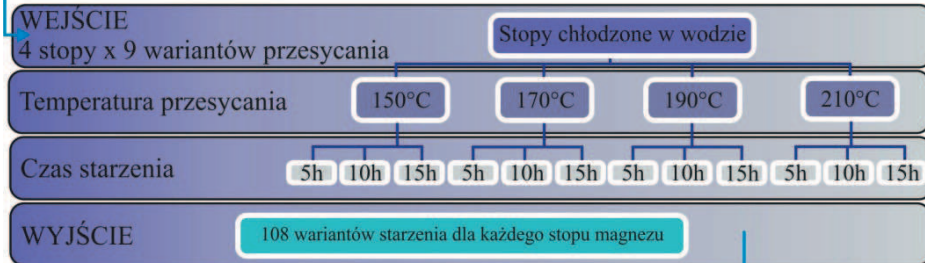 WEJŚCIE
4 stopy x 9 wariantów przesycania
Stopy chłodzone w wodzie
Temperatura przesycania 150°C 170°C 190°C 210°C
Czas starzenia 5h 10h 15h 5h 10h 15h 5h 10h 15h 5h 10h 15h
WYJŚCIE 108 wariantów starzenia dla każdego stopu magnezu